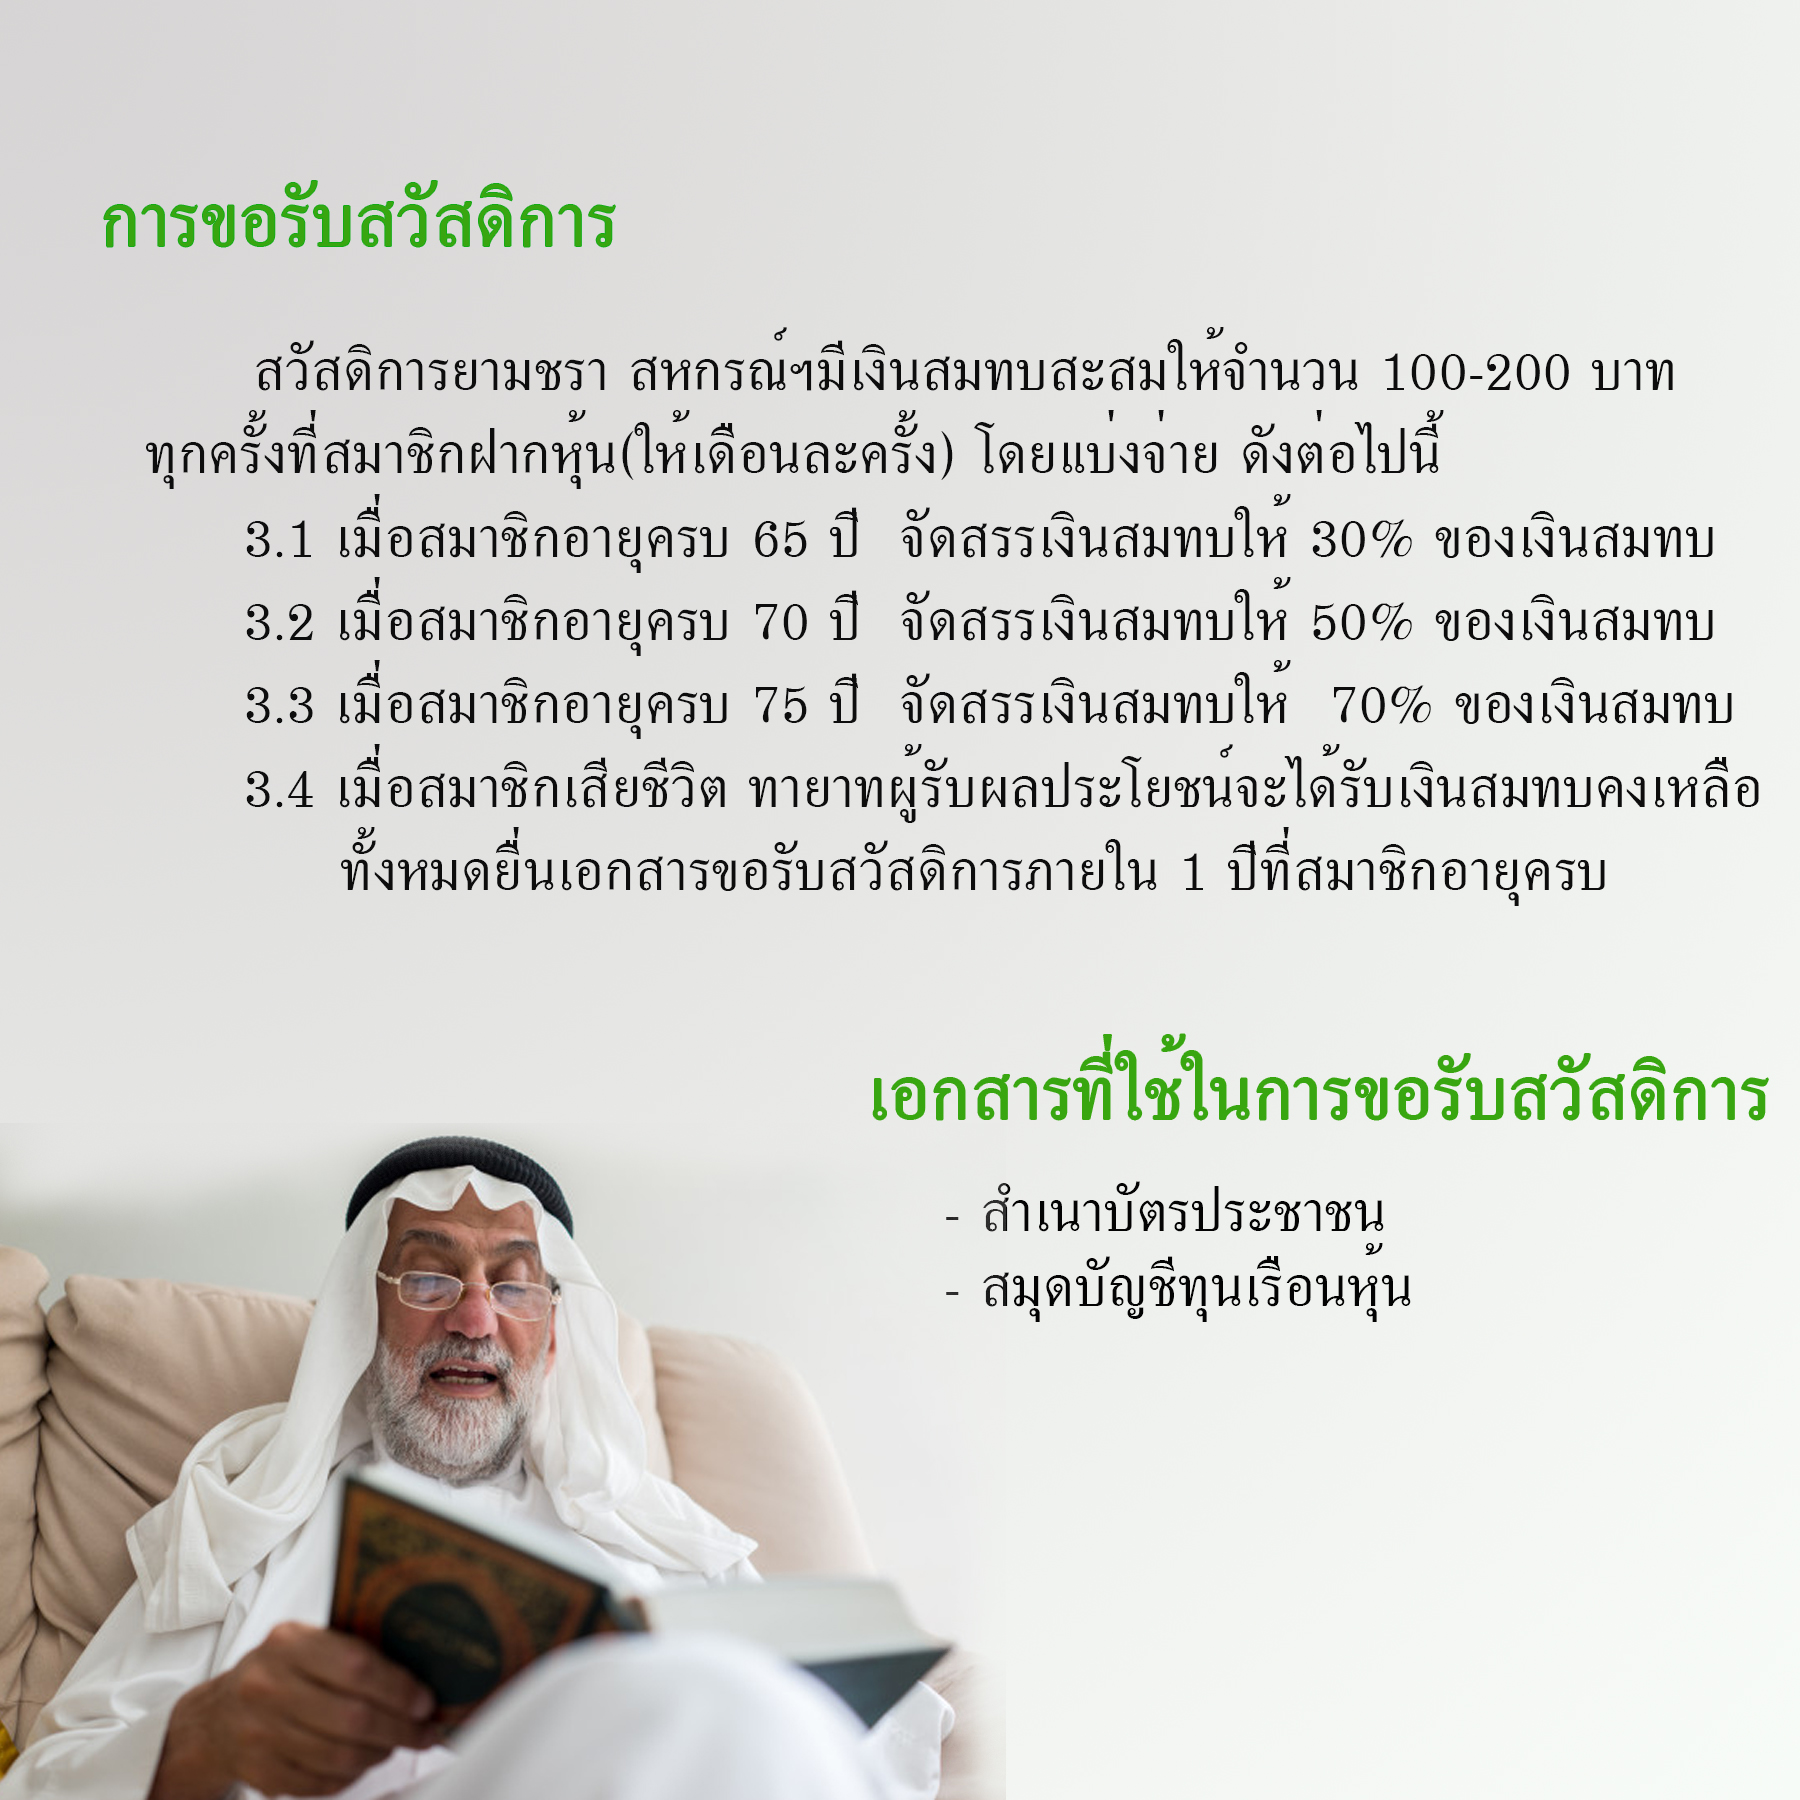 การขอรับสวัสดิการ
สวัสดิการยามชรา สหกรณ์ฯมีเงินสมทบสะสมให้จำนวน 100-200 บาท
ทุกครั้งที่สมาชิกฝากหุ้น(ให้เดือนละครั้ง) โดยแบ่งจ่าย ดังต่อไปนี้
3.1 เมื่อสมาชิกอายุครบ 65 ปี จัดสรรเงินสมทบให้ 30% ของเงินสมทบ
3.2 เมื่อสมาชิกอายุครบ 70 ปี จัดสรรเงินสมทบให้ 50% ของเงินสมทบ
3.3 เมื่อสมาชิกอายุครบ 75 ปี จัดสรรเงินสมทบให้ 70% ของเงินสมทบ
3.4 เมื่อสมาชิกเสียชีวิต ทายาทผู้รับผลประโยชน์จะได้รับเงินสมทบคงเหลือ
ทั้งหมดยื่นเอกสารขอรับสวัสดิการภายใน 1 ปีที่สมาชิกอายุครบ
เอกสารที่ใช้ในการขอรับสวัสดิการ
- สำเนาบัตรประชาชน
- สมุดบัญชีทุนเรือนหุ้น